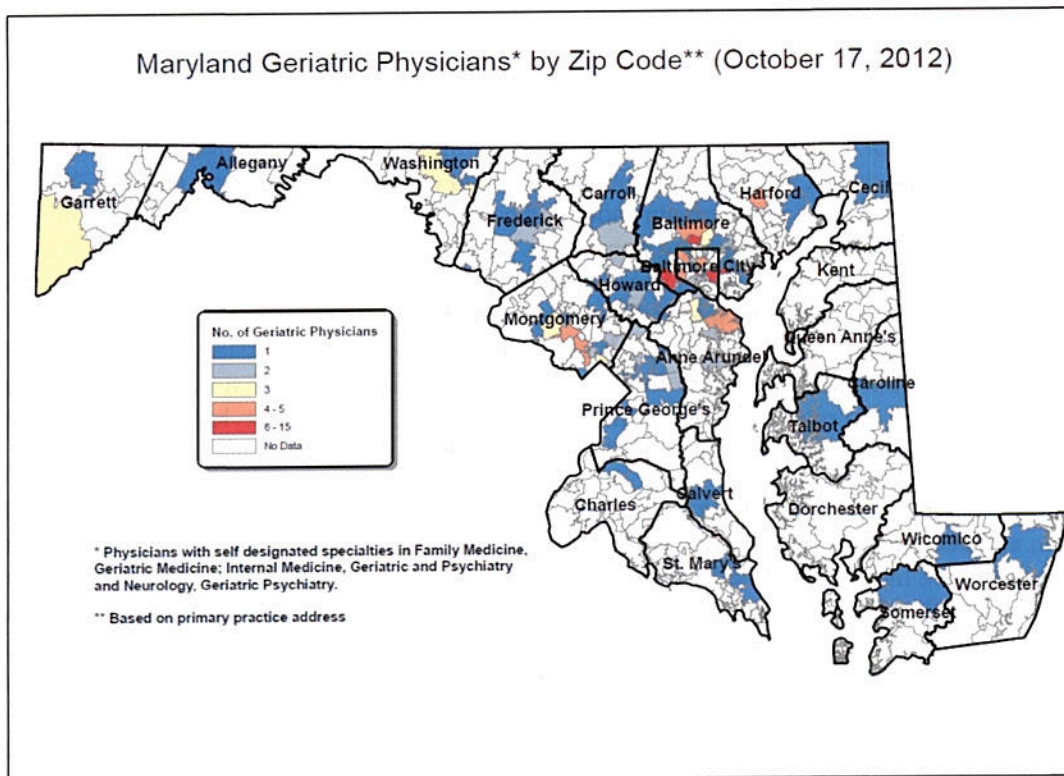 Maryland Geriatric Physicians* by Zip Code** (October 17, 2012)
Allegany
Washington
Garrett
Carroll
Harford
Cecil
Frederick
Baltimore
Baltimore City
Kent
Howard
Montgomery
Queen Anne's
Anne Arundel
Caroline
Prince George's
Talbot
Charles
Calvert
Dorchester
Wicomico
St. Mary's
Worcester
Somerset
No. of Geriatric Physicians
1
2
3
4 - 5
6 - 15
No Data
* Physicians with self designated specialties in Family Medicine,
Geriatric Medicine; Internal Medicine, Geriatric and Psychiatry
and Neurology, Geriatric Psychiatry.
** Based on primary practice address